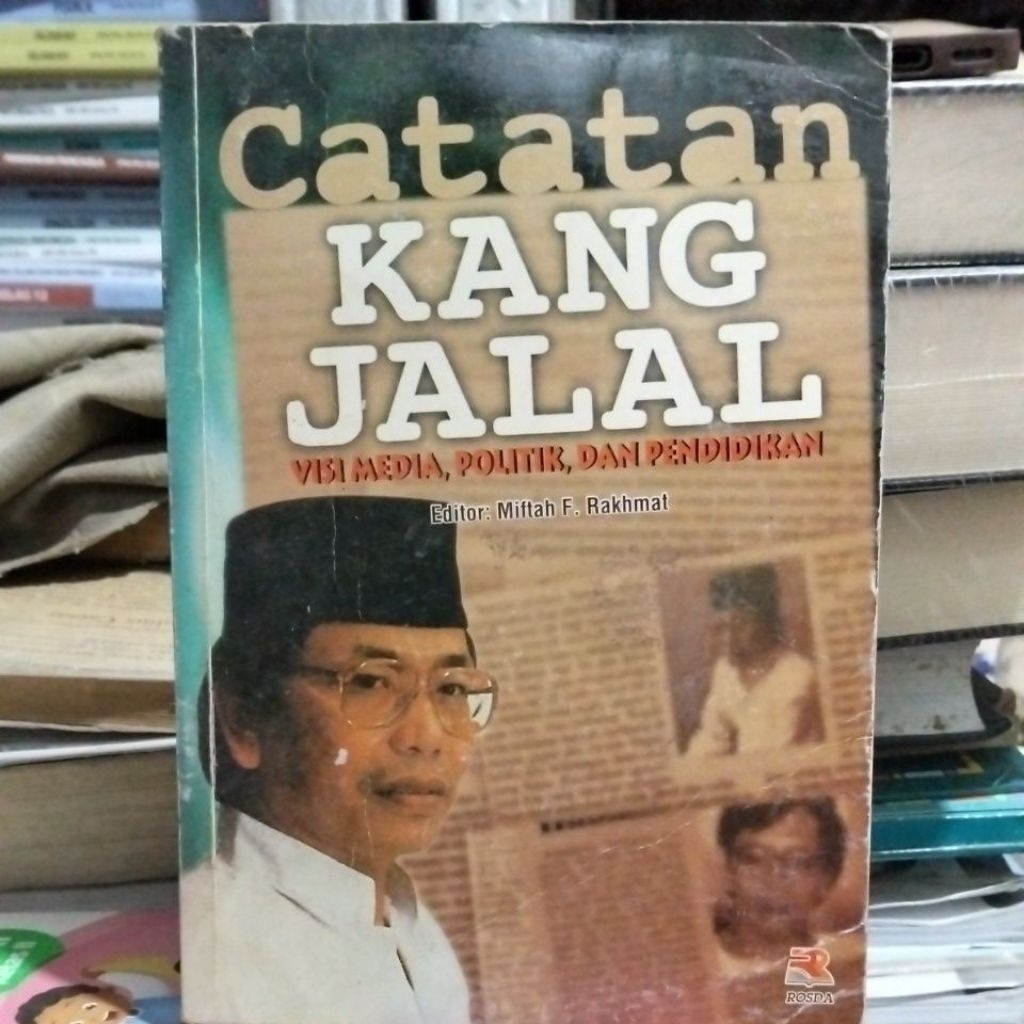 Catatan
KANG
JALAL
VISI MEDIA, POLITIK, DAN PENDIDIKAN
Editor: Miftah F. Rakhmat
ROSDA